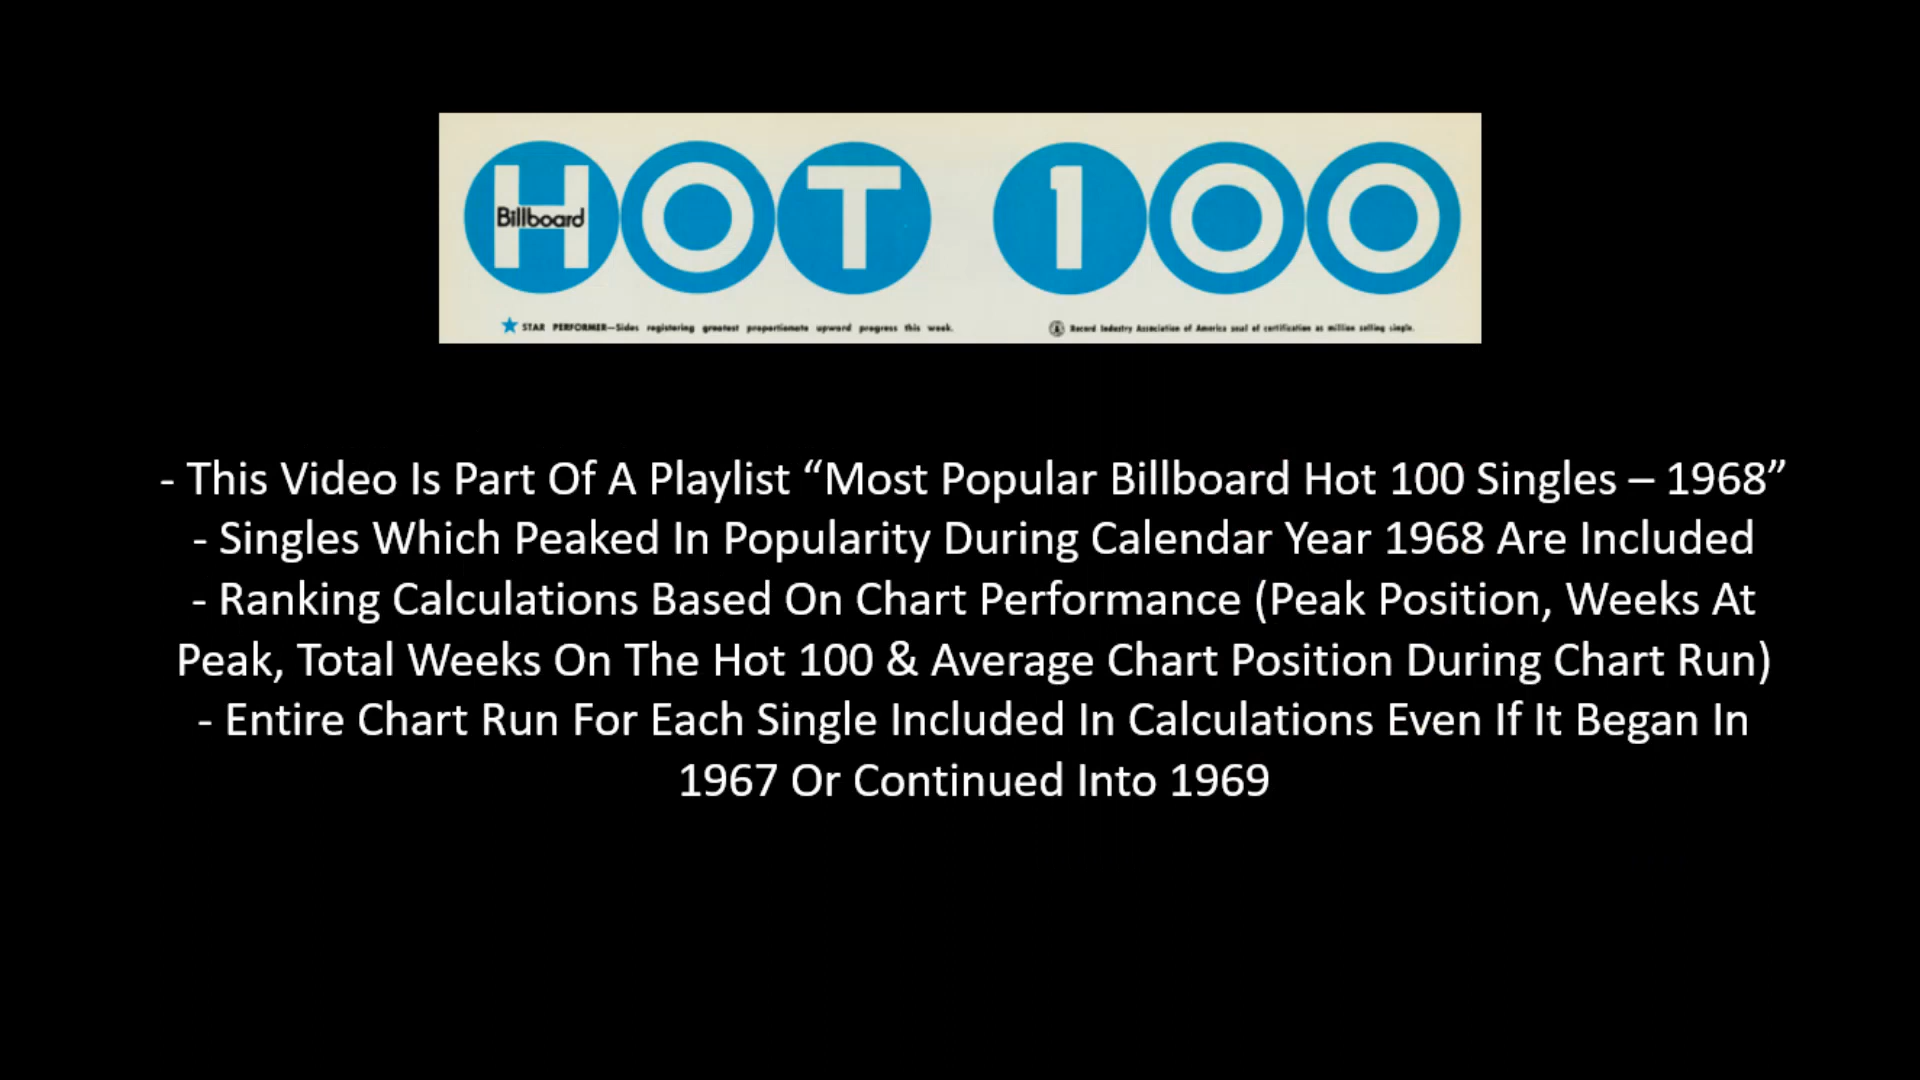 HOT 100
Billboard
STAR PERFORMER—Sides registering greatest proportionate upward progress this week.
Record Industry Association of America seal of certification as million selling single.
- This Video Is Part Of A Playlist “Most Popular Billboard Hot 100 Singles – 1968”
- Singles Which Peaked In Popularity During Calendar Year 1968 Are Included
- Ranking Calculations Based On Chart Performance (Peak Position, Weeks At
Peak, Total Weeks On The Hot 100 & Average Chart Position During Chart Run)
- Entire Chart Run For Each Single Included In Calculations Even If It Began In
1967 Or Continued Into 1969